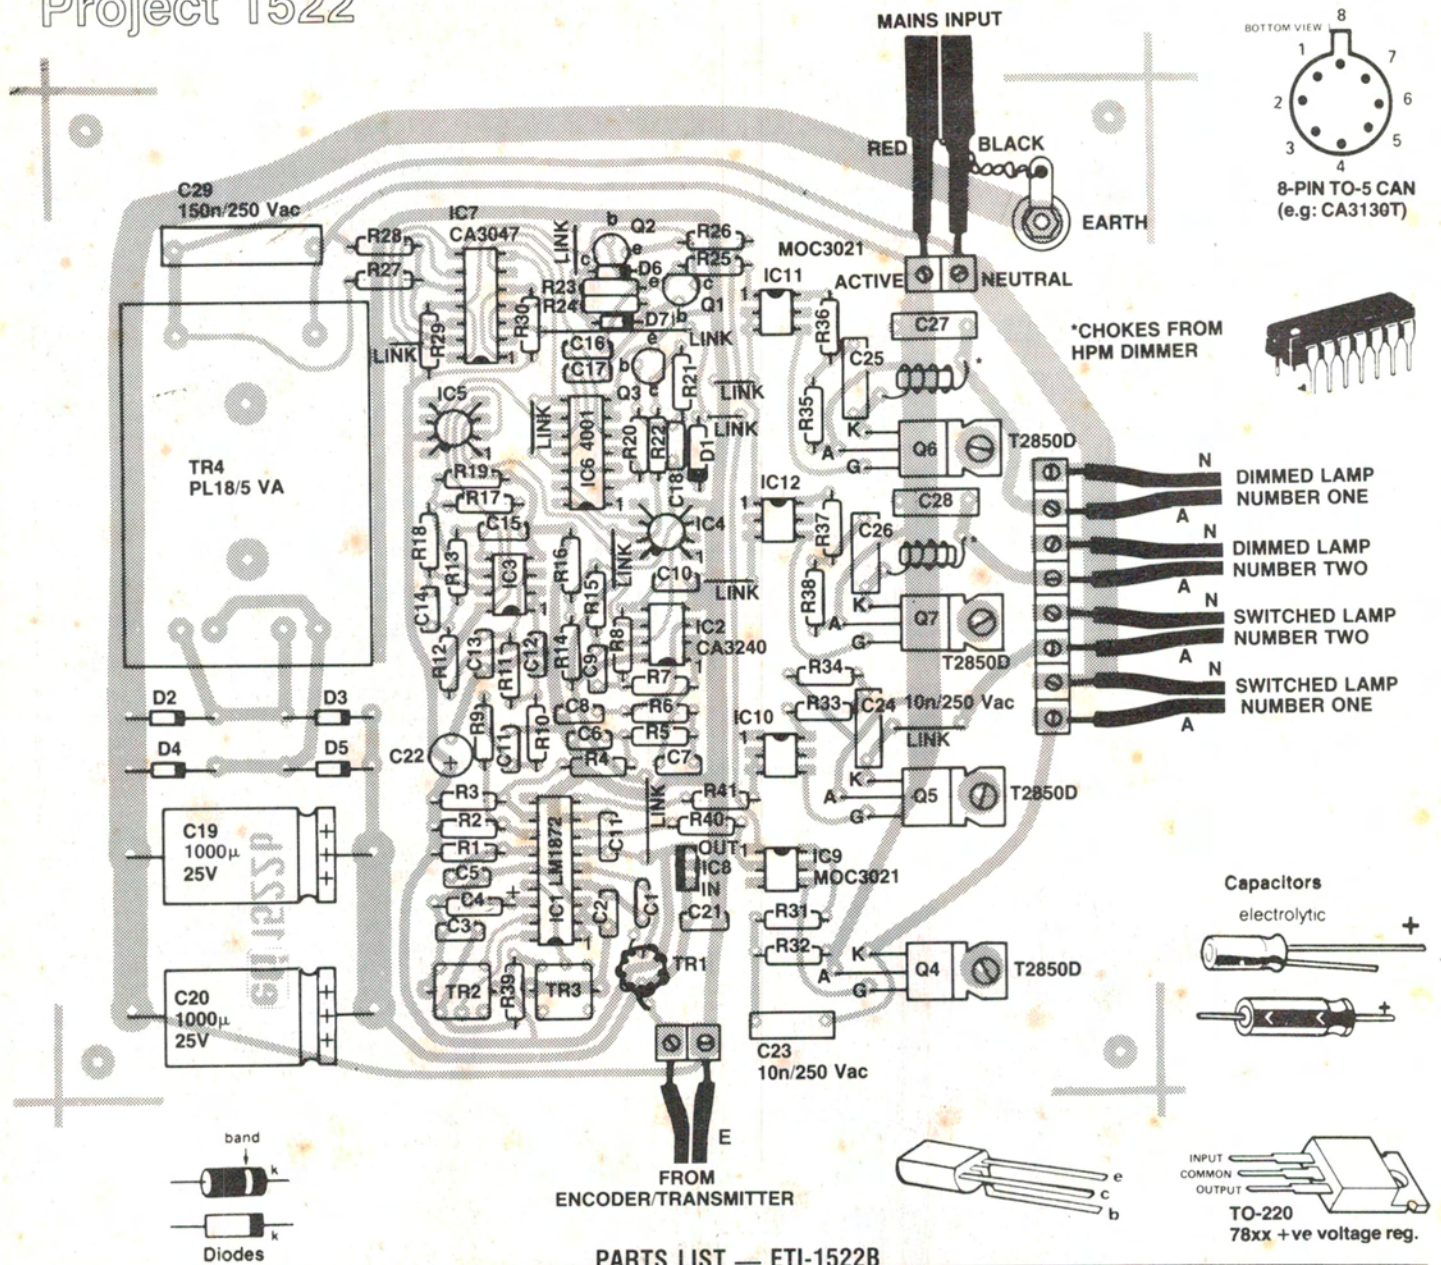 Project 1522
MAINS INPUT
RED
BLACK
EARTH
ACTIVE
NEUTRAL
BOTTOM VIEW
8
1
7
2
6
3
5
4
8-PIN TO-5 CAN
(e.g: CA3130T)
*CHOKES FROM
HPM DIMMER
C29
150n/250 Vac
R28
R27
IC7
CA3047
LINK
b
Q2
e
c
D6
R23
R24
R26
R25
e
c
Q1
b
D7
LINK
MOC3021
IC11
1
R36
C27
C25
*
R35
R29
LINK
R30
1
C16
C17
e
b
Q3
R21
LINK
LINK
IC5
1
LINK
IC6 4001
1
R20
R22
C18
D1
K
A
G
Q6
T2850D
TR4
PL18/5 VA
R19
R17
C15
R18
R13
IC3
1
R16
LINK
R15
IC4
1
C10
LINK
IC12
1
R37
C28
C26
*
R38
K
A
G
Q7
T2850D
N
DIMMED LAMP
NUMBER ONE
A
N
DIMMED LAMP
NUMBER TWO
A
N
SWITCHED LAMP
NUMBER TWO
A
N
SWITCHED LAMP
NUMBER ONE
A
C14
R12
C13
R11
C12
R14
C9
R8
IC2
CA3240
1
R7
R6
R5
C7
C8
C6
R4
R9
C11
R10
C22
+
D2
D3
D4
D5
R34
R33
10n/250 Vac
C24
LINK
IC10
1
K
A
G
Q5
T2850D
C19
1000μ
25V
+
+
+
eti1522b
R3
R2
R1
C5
C4
+
C3
IC1 LM1872
1
C11
LINK
R41
R40
OUT
IC8
IN
C2
C1
C21
1
IC9
MOC3021
R31
R32
K
A
G
Q4
T2850D
C20
1000μ
25V
+
+
+
TR2
R39
TR3
TR1
C23
10n/250 Vac
E
FROM
ENCODER/TRANSMITTER
Capacitors
electrolytic
+
+
band
k
k
Diodes
e
c
b
INPUT
COMMON
OUTPUT
TO-220
78xx +ve voltage reg.
PARTS LIST — ETI-1522B